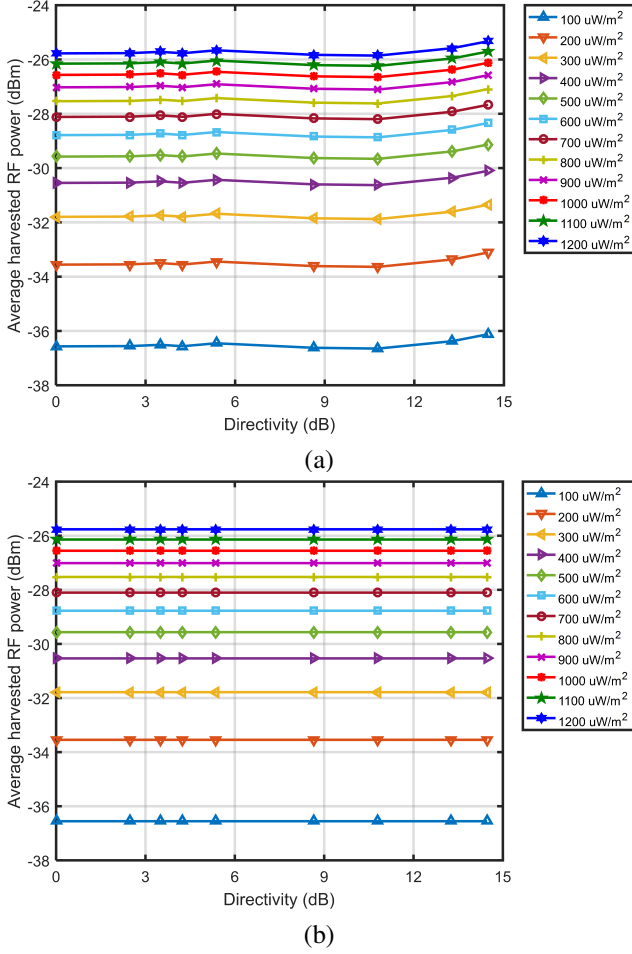 -24
-26
-28
-30
-32
-34
-36
-38
0
3
6
9
12
15
Average harvested RF power (dBm)
Directivity (dB)
100 uW/m²
200 uW/m²
300 uW/m²
400 uW/m²
500 uW/m²
600 uW/m²
700 uW/m²
800 uW/m²
900 uW/m²
1000 uW/m²
1100 uW/m²
1200 uW/m²
(a)
-24
-26
-28
-30
-32
-34
-36
-38
0
3
6
9
12
15
Average harvested RF power (dBm)
Directivity (dB)
100 uW/m²
200 uW/m²
300 uW/m²
400 uW/m²
500 uW/m²
600 uW/m²
700 uW/m²
800 uW/m²
900 uW/m²
1000 uW/m²
1100 uW/m²
1200 uW/m²
(b)